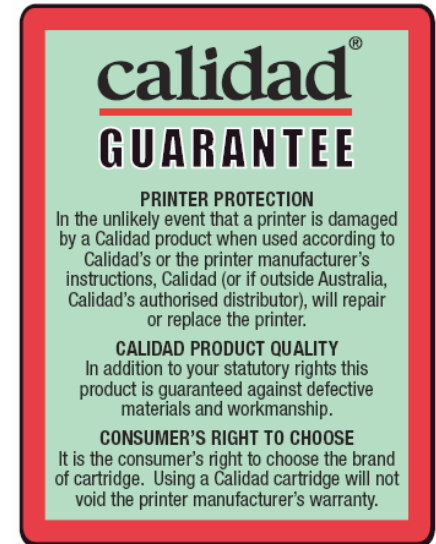 calidad®
GUARANTEE
PRINTER PROTECTION
In the unlikely event that a printer is damaged
by a Calidad product when used according to
Calidad's or the printer manufacturer's
instructions, Calidad (or if outside Australia,
Calidad's authorised distributor), will repair
or replace the printer.
CALIDAD PRODUCT QUALITY
In addition to your statutory rights this
product is guaranteed against defective
materials and workmanship.
CONSUMER'S RIGHT TO CHOOSE
It is the consumer's right to choose the brand
of cartridge.  Using a Calidad cartridge will not
void the printer manufacturer's warranty.